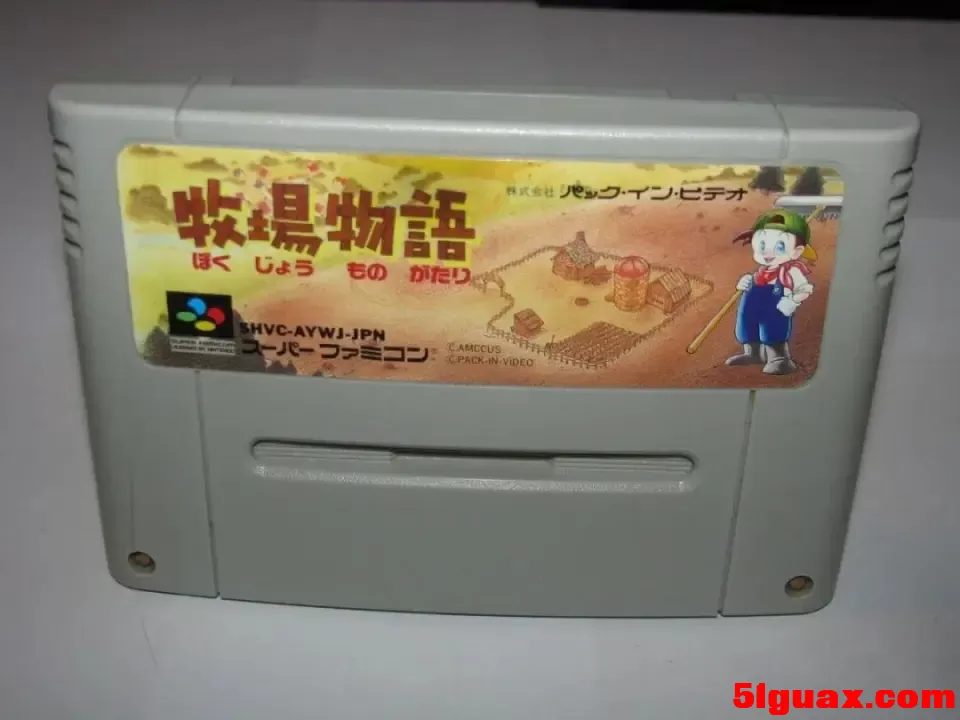 株式会社 パック・イン・ビデオ
牧場物語
ぼく じょう もの がたり
SHVC-AYWJ-JPN
スーパーファミコン
C.AMCCUS
C.PACK-IN-VIDEO
5lguax.com